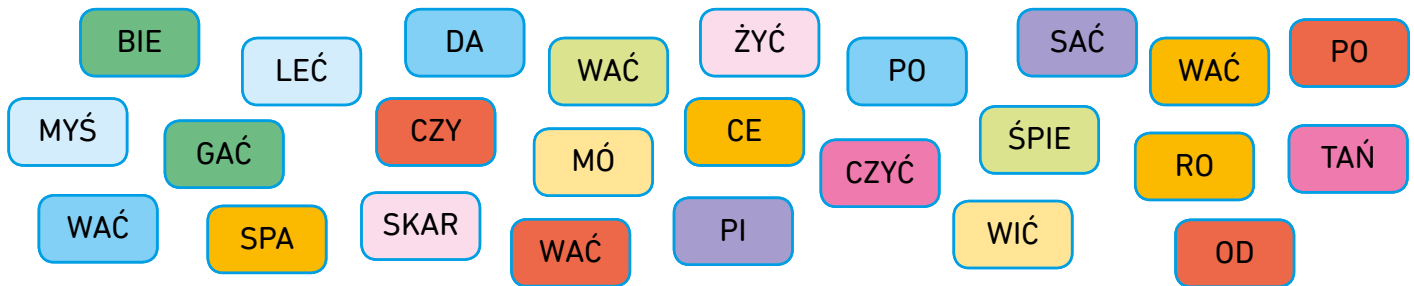 BIE
LEĆ
DA
WAĆ
ŻYĆ
PO
SAĆ
WAĆ
PO
MYŚ
GAĆ
CZY
MÓ
CE
CZYĆ
ŚPIE
RO
TAŃ
WAĆ
SPA
SKAR
WAĆ
PI
WIĆ
OD